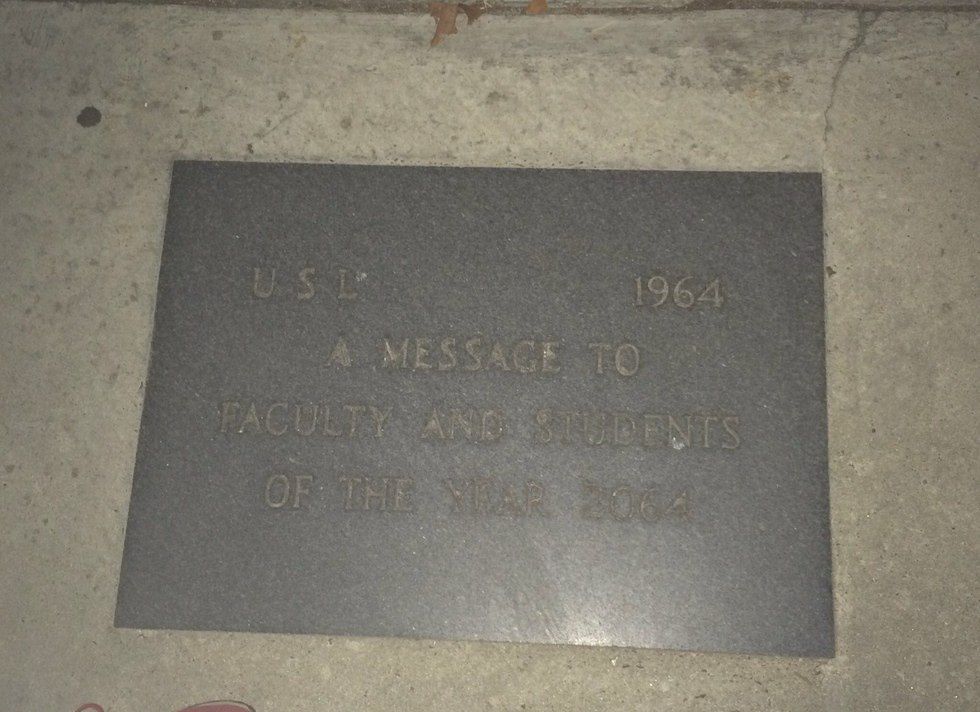 U S L 1964
A MESSAGE TO
FACULTY AND STUDENTS
OF THE YEAR 2064